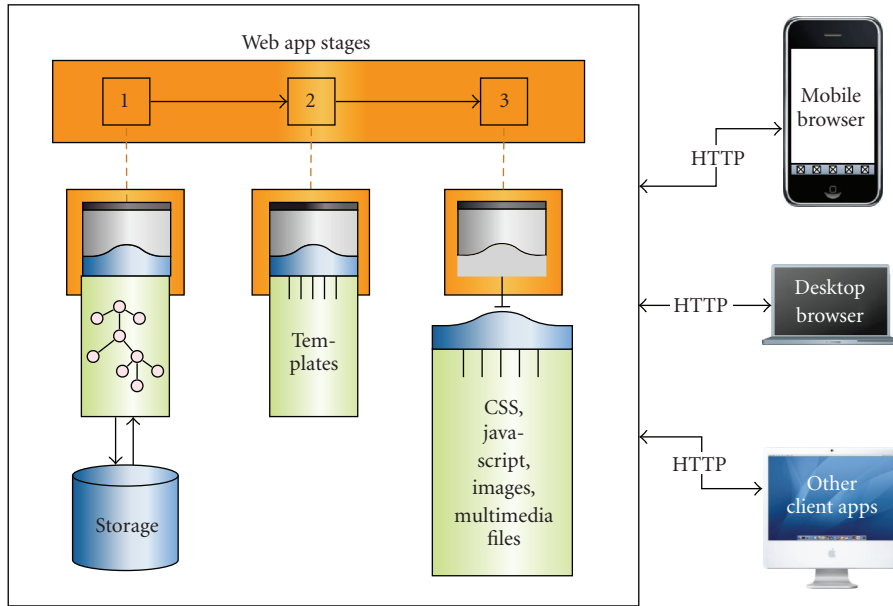 Web app stages
1
2
3
Tem-
plates
CSS,
java-
script,
images,
multimedia
files
Storage
HTTP
Mobile
browser
HTTP
Desktop
browser
HTTP
Other
client apps